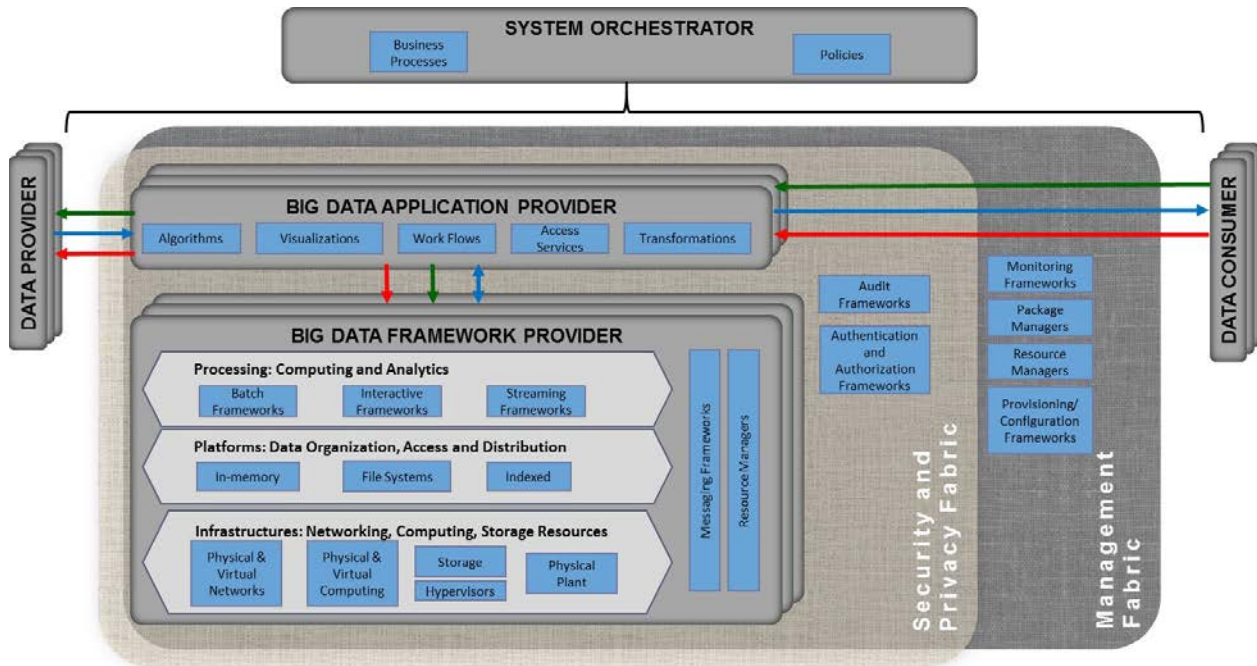 SYSTEM ORCHESTRATOR
Business
Processes
Policies
DATA PROVIDER
BIG DATA APPLICATION PROVIDER
Algorithms
Visualizations
Work Flows
Access
Services
Transformations
DATA CONSUMER
BIG DATA FRAMEWORK PROVIDER
Processing: Computing and Analytics
Batch
Frameworks
Interactive
Frameworks
Streaming
Frameworks
Platforms: Data Organization, Access and Distribution
In-memory
File Systems
Indexed
Infrastructures: Networking, Computing, Storage Resources
Physical &
Virtual
Networks
Physical &
Virtual
Computing
Storage
Hypervisors
Physical
Plant
Messaging Frameworks
Resource Managers
Audit
Frameworks
Authentication
and
Authorization
Frameworks
Security and
Privacy Fabric
Monitoring
Frameworks
Package
Managers
Resource
Managers
Provisioning/
Configuration
Frameworks
Management
Fabric